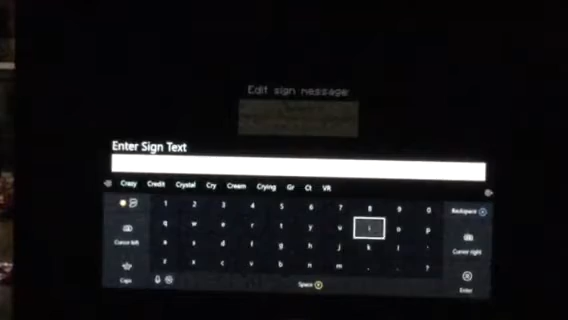 Edit sign message:
Enter Sign Text
Crazy Credit Crystal Cry Cream Crying Gr Ct VR
1 2 3 4 5 6 7 8 9 0 Backspace
q w e r t y u i o p
Cursor left a s d f g h j k l Cursor right
z x c v b n m , . ?
Caps Space Enter